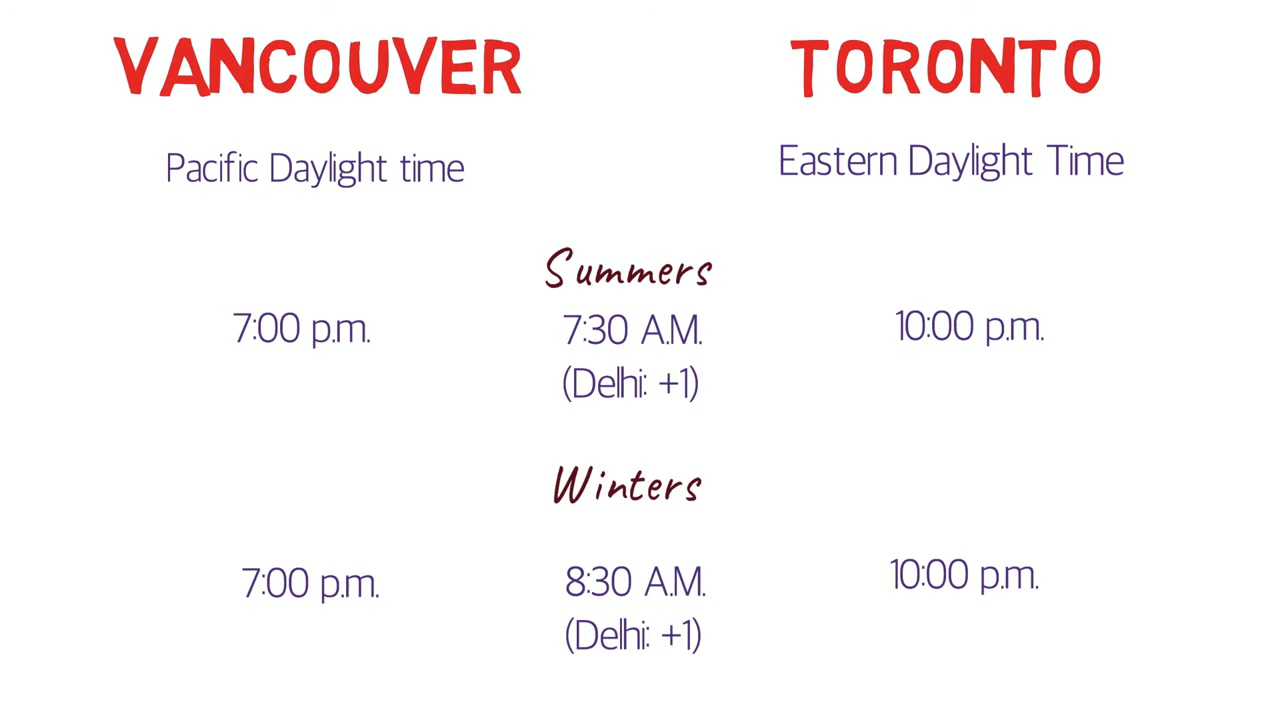 VANCOUVER
TORONTO
Pacific Daylight time
Eastern Daylight Time
Summers
7:00 p.m.
7:30 A.M.
10:00 p.m.
(Delhi: +1)
Winters
7:00 p.m.
8:30 A.M.
10:00 p.m.
(Delhi: +1)